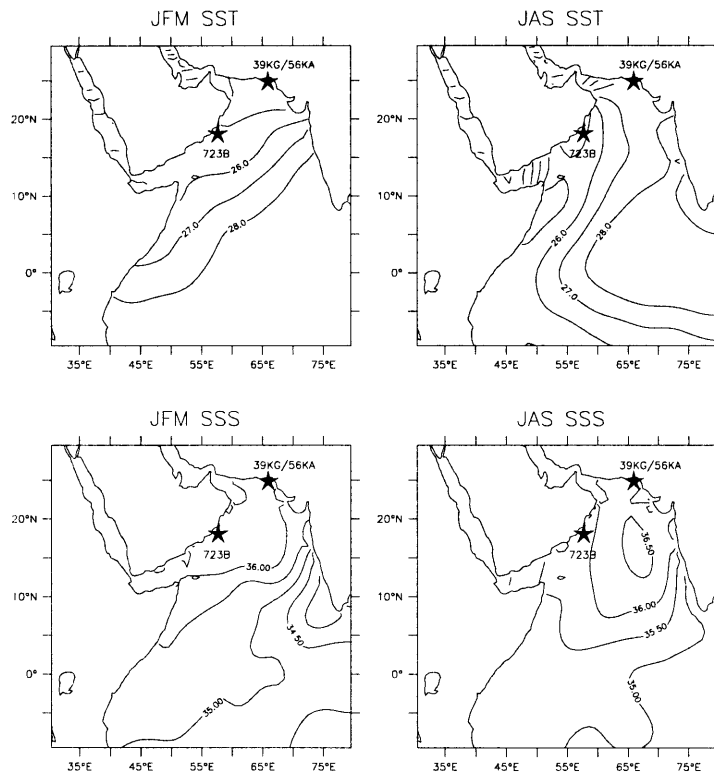 JFM SST
JAS SST
39KG/56KA
39KG/56KA
20°N
723B
20°N
723B
26.0
10°N
10°N
27.0
28.0
26.0
28.0
0°
0°
27.0
35°E 45°E 55°E 65°E 75°E
35°E 45°E 55°E 65°E 75°E
JFM SSS
JAS SSS
39KG/56KA
39KG/56KA
20°N
723B
20°N
723B
36.50
36.00
10°N
10°N
36.00
34.50
35.50
0°
0°
35.00
35.00
35°E 45°E 55°E 65°E 75°E
35°E 45°E 55°E 65°E 75°E